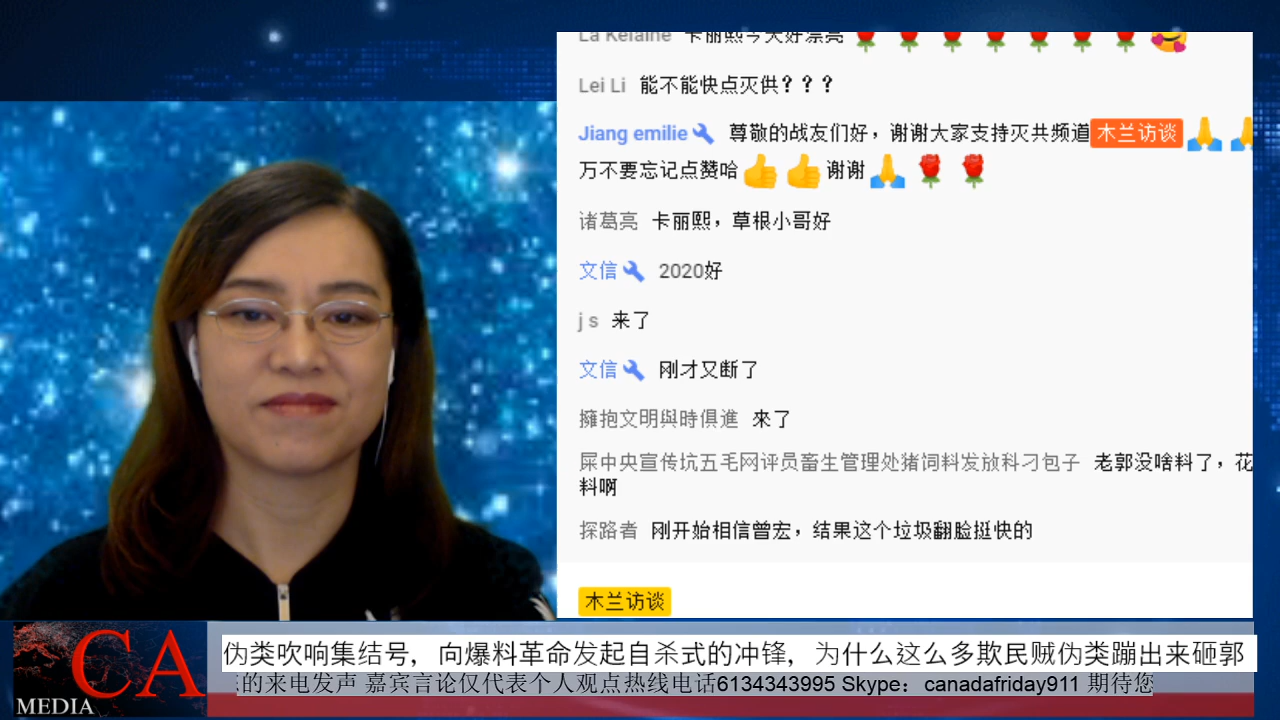 La Kelaine 卡丽熙今天好漂亮
Lei Li 能不能快点灭供？？？
Jiang emilie 尊敬的战友们好，谢谢大家支持灭共频道 木兰访谈
万不要忘记点赞哈 谢谢
诸葛亮 卡丽熙，草根小哥好
文信 2020好
j s 来了
文信 刚才又断了
擁抱文明與時俱進 來了
屎中央宣传坑五毛网评员畜生管理处猪饲料发放料刁包子 老郭没啥料了，花
料啊
探路者 刚开始相信曾宏，结果这个垃圾翻脸挺快的
木兰访谈
CA
MEDIA
伪类吹响集结号，向爆料革命发起自杀式的冲锋，为什么这么多欺民贼伪类蹦出来砸郭
的来电发声 嘉宾言论仅代表个人观点热线电话6134343995 Skype：canadafriday911 期待您